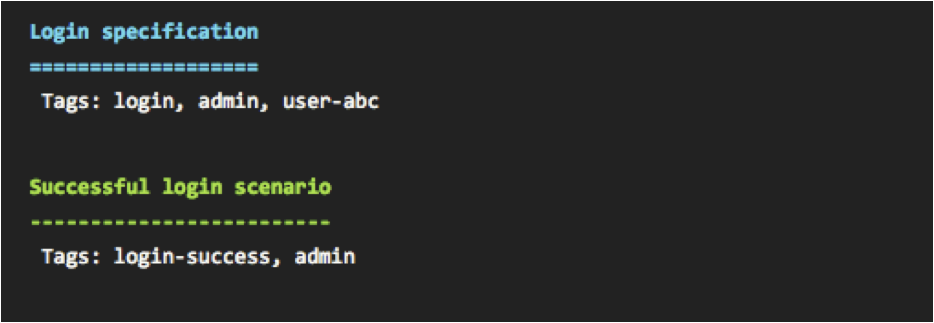 Login specification
===================
Tags: login, admin, user-abc
Successful login scenario
-------------------------
Tags: login-success, admin